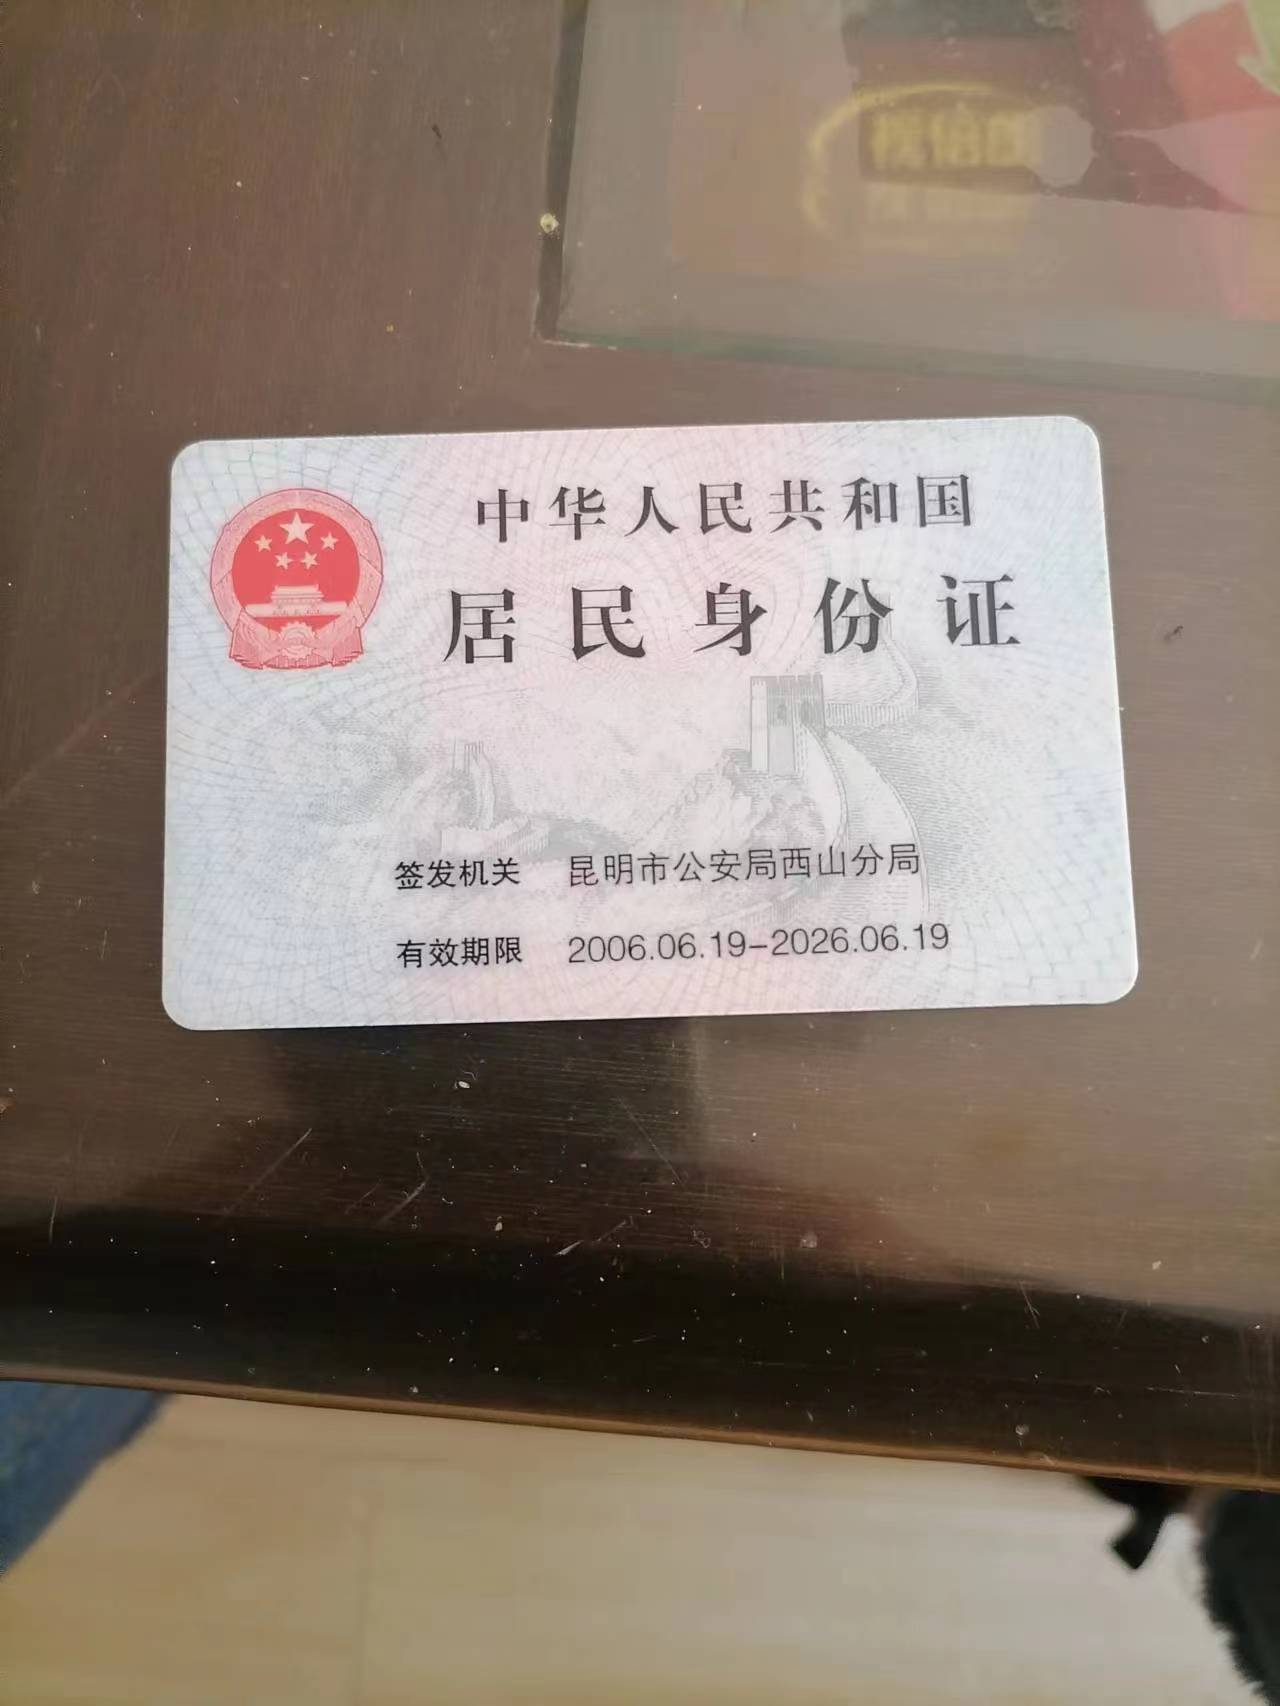 中华人民共和国
居民身份证
签发机关 昆明市公安局西山分局
有效期限 2006.06.19-2026.06.19